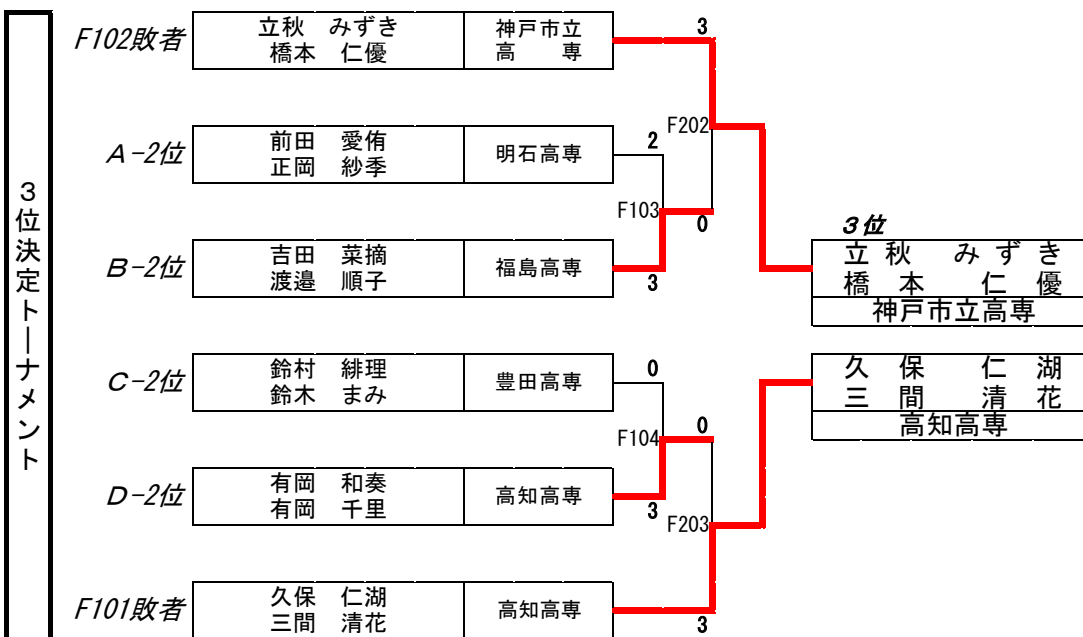 3位決定トーナメント
F102敗者
立秋 みずき
橋本 仁優
神戸市立
高 専
3
F202
A-2位
前田 愛侑
正岡 紗季
明石高専
2
F103
0
B-2位
吉田 菜摘
渡邉 順子
福島高専
3
3位
立秋 みずき
橋本 仁優
神戸市立高専
C-2位
鈴村 緋理
鈴木 まみ
豊田高専
0
F104
0
D-2位
有岡 和奏
有岡 千里
高知高専
3
F203
久保 仁湖
三間 清花
高知高専
F101敗者
久保 仁湖
三間 清花
高知高専
3